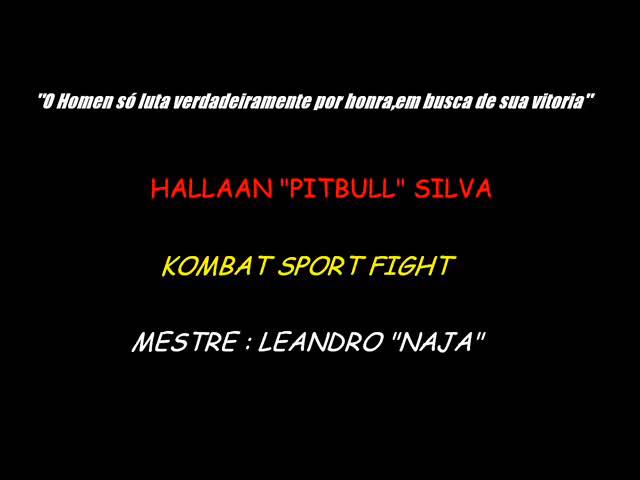 "O Homen só luta verdadeiramente por honra,em busca de sua vitoria"
HALLAAN "PITBULL" SILVA
KOMBAT SPORT FIGHT
MESTRE : LEANDRO "NAJA"